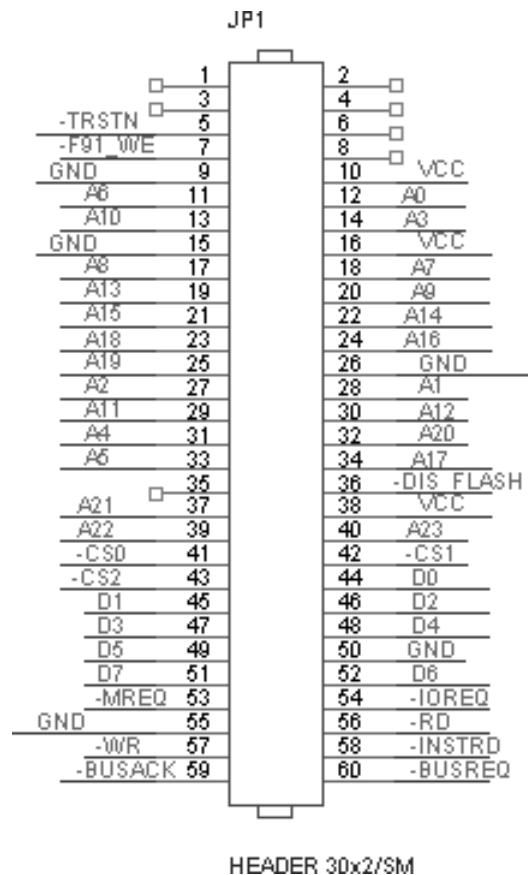 JP1
1 2
3 4
-TRSTN 5 6
-F91_WE 7 8
GND 9 10 VCC
A6 11 12 A0
A10 13 14 A3
GND 15 16 VCC
A8 17 18 A7
A13 19 20 A9
A15 21 22 A14
A18 23 24 A16
A19 25 26 GND
A2 27 28 A1
A11 29 30 A12
A4 31 32 A20
A5 33 34 A17
35 36 -DIS_FLASH
A21 37 38 VCC
A22 39 40 A23
-CS0 41 42 -CS1
-CS2 43 44 D0
D1 45 46 D2
D3 47 48 D4
D5 49 50 GND
D7 51 52 D6
-MREQ 53 54 -IOREQ
GND 55 56 -RD
-WR 57 58 -INSTRD
-BUSACK 59 60 -BUSREQ
HEADER 30x2/SM